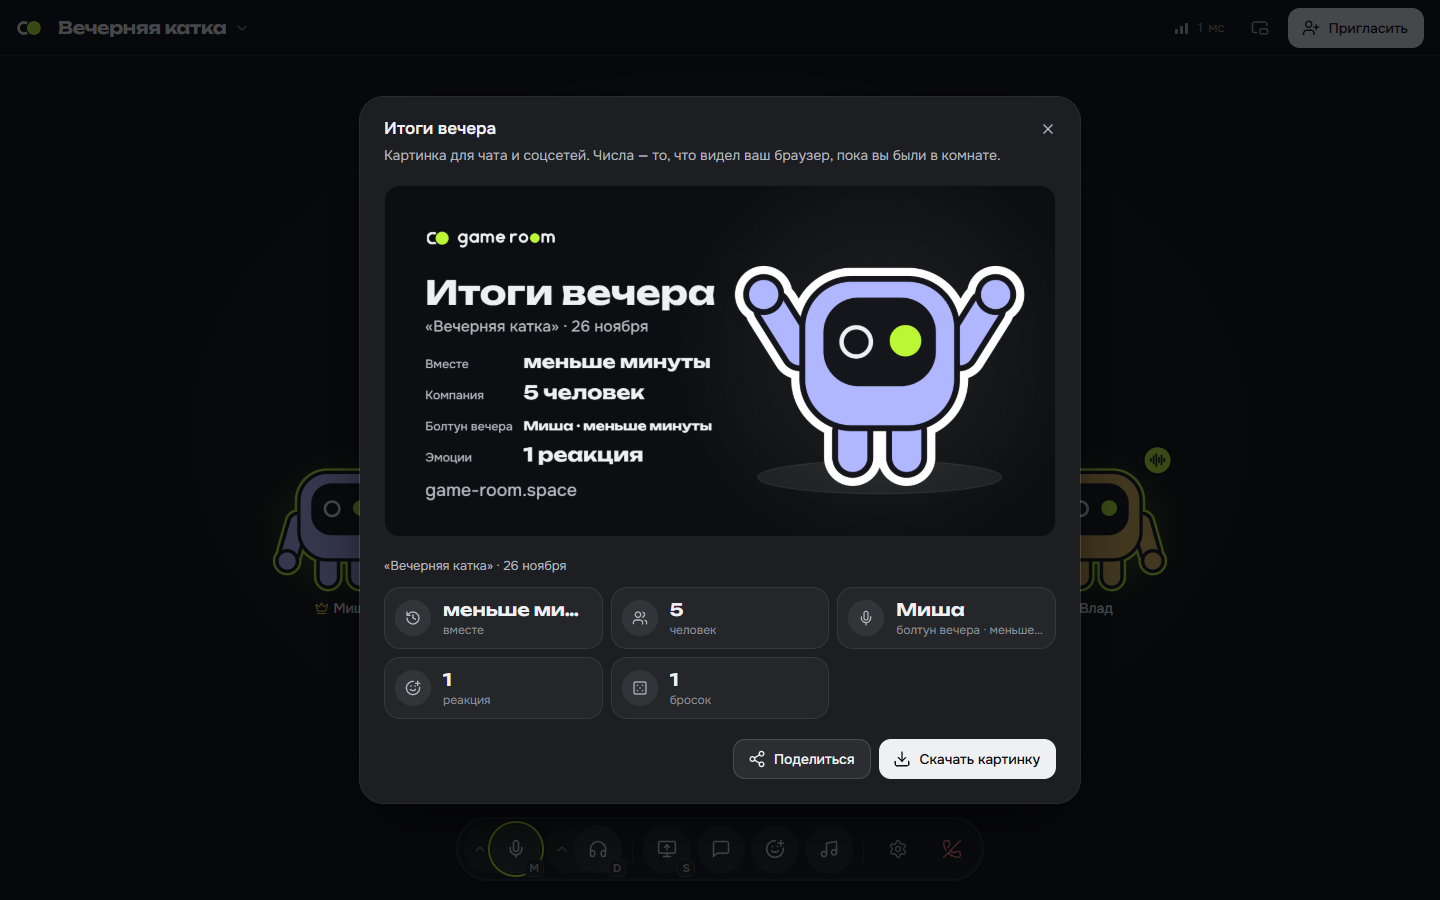 Вечерняя катка
1 мс
Пригласить
Итоги вечера
Картинка для чата и соцсетей. Числа — то, что видел ваш браузер, пока вы были в комнате.
game room
Итоги вечера
«Вечерняя катка» · 26 ноября
Вместе меньше минуты
Компания 5 человек
Болтун вечера Миша · меньше минуты
Эмоции 1 реакция
game-room.space
«Вечерняя катка» · 26 ноября
меньше ми...
вместе
5
человек
Миша
болтун вечера · меньше...
1
реакция
1
бросок
Миш
Влад
Поделиться
Скачать картинку
M
D
S